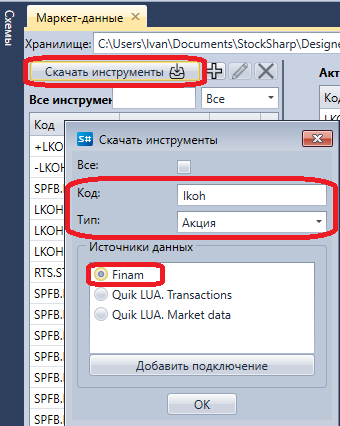 Схемы
Маркет-данные
Хранилище: C:\Users\Ivan\Documents\StockSharp\Designe
Скачать инструменты
Акт
Все инструмен
Все
Код
Ко
+LKOH
-LKOH
SPFB.
LKOH
LKOH
LKOH
RTS.ST
SPFB.
SPFB.
SPFB.
SPFB.
SPFB.
SPFB.
SPFB.
S#
Скачать инструменты
Все:
Код:
lkoh
Тип:
Акция
Источники данных
Finam
Quik LUA. Transactions
Quik LUA. Market data
Добавить подключение
OK